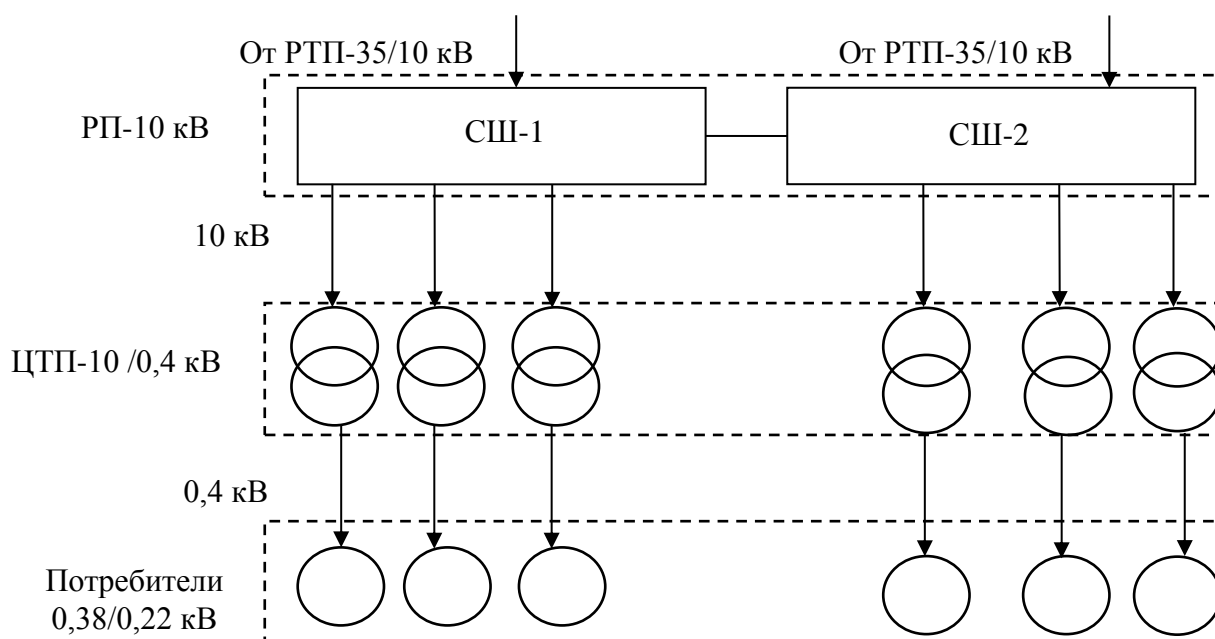 От РТП-35/10 кВ
От РТП-35/10 кВ
РП-10 кВ
СШ-1
СШ-2
10 кВ
ЦТП-10 /0,4 кВ
0,4 кВ
Потребители
0,38/0,22 кВ